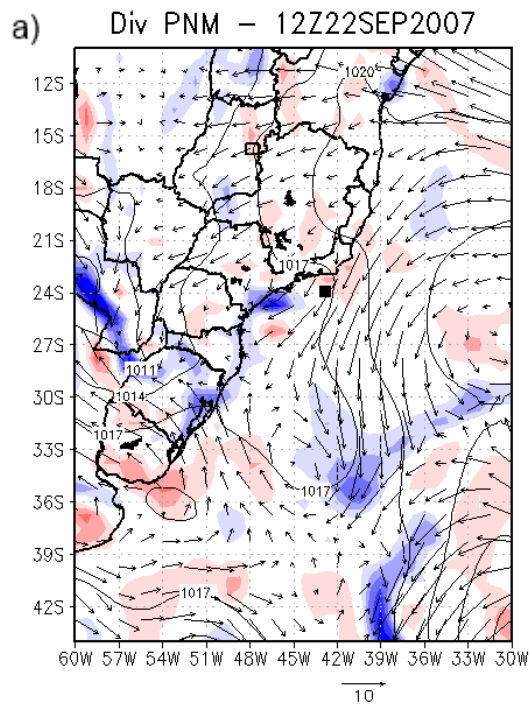 a)
Div PNM – 12Z22SEP2007
12S
15S
18S
21S
24S
27S
30S
33S
36S
39S
42S
1020
1017
1011
1014
1017
1017
1017
60W 57W 54W 51W 48W 45W 42W 39W 36W 33W 30W
10